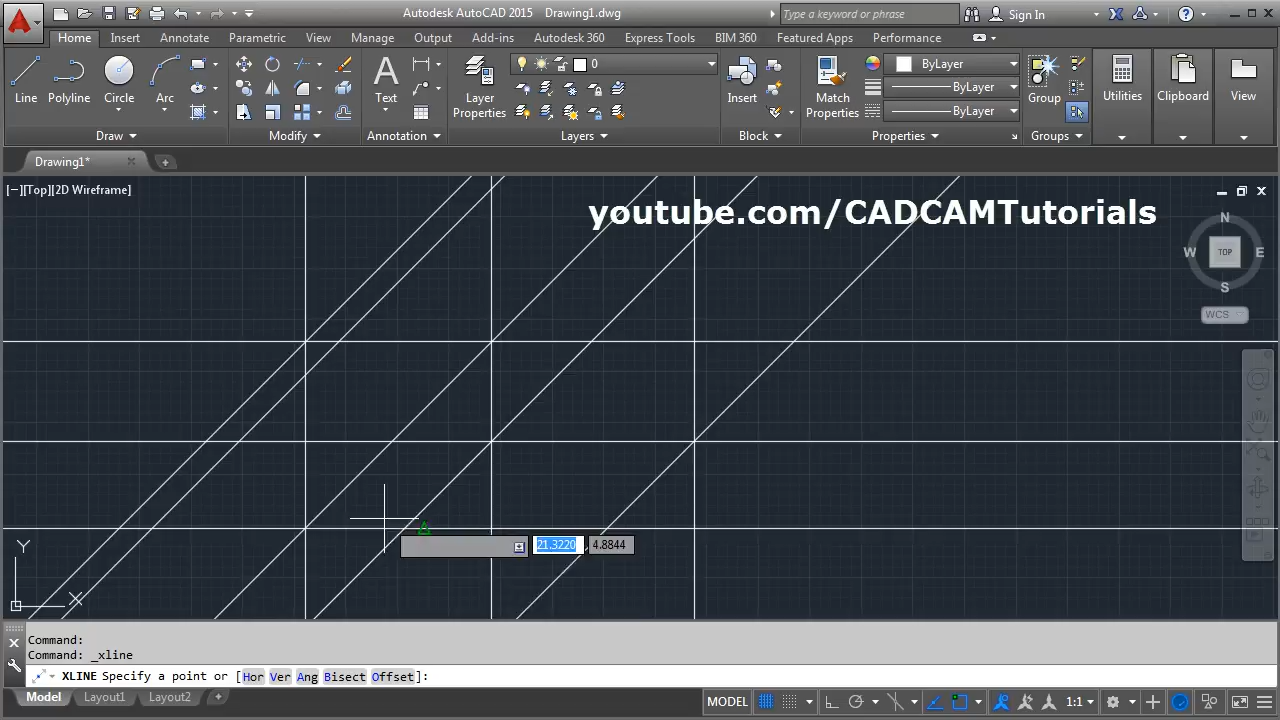 Autodesk AutoCAD 2015 Drawing1.dwg
Type a keyword or phrase
Sign In
Home Insert Annotate Parametric View Manage Output Add-ins Autodesk 360 Express Tools BIM 360 Featured Apps Performance
Line Polyline Circle Arc
Text
Layer Properties
0
Insert
Match Properties
ByLayer
ByLayer
ByLayer
Group
Utilities
Clipboard
View
Draw Modify Annotation Layers Block Properties Groups
Drawing1*
[−][Top][2D Wireframe]
youtube.com/CADCAMTutorials
N
W TOP E
S
WCS
21.3220 4.8844
Y
X
Command:
Command: _xline
XLINE Specify a point or [Hor Ver Ang Bisect Offset]:
Model Layout1 Layout2
MODEL
1:1